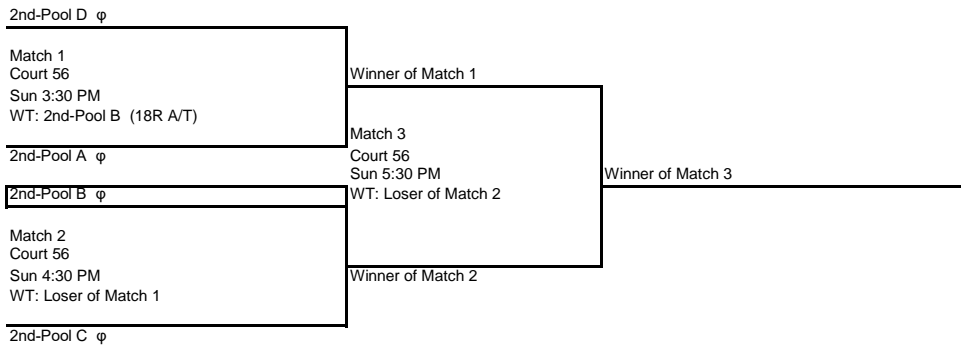 2nd-Pool D φ
Match 1
Court 56
Sun 3:30 PM
WT: 2nd-Pool B (18R A/T)
2nd-Pool A φ
Winner of Match 1
2nd-Pool B φ
Match 2
Court 56
Sun 4:30 PM
WT: Loser of Match 1
2nd-Pool C φ
Winner of Match 2
Match 3
Court 56
Sun 5:30 PM
WT: Loser of Match 2
Winner of Match 3